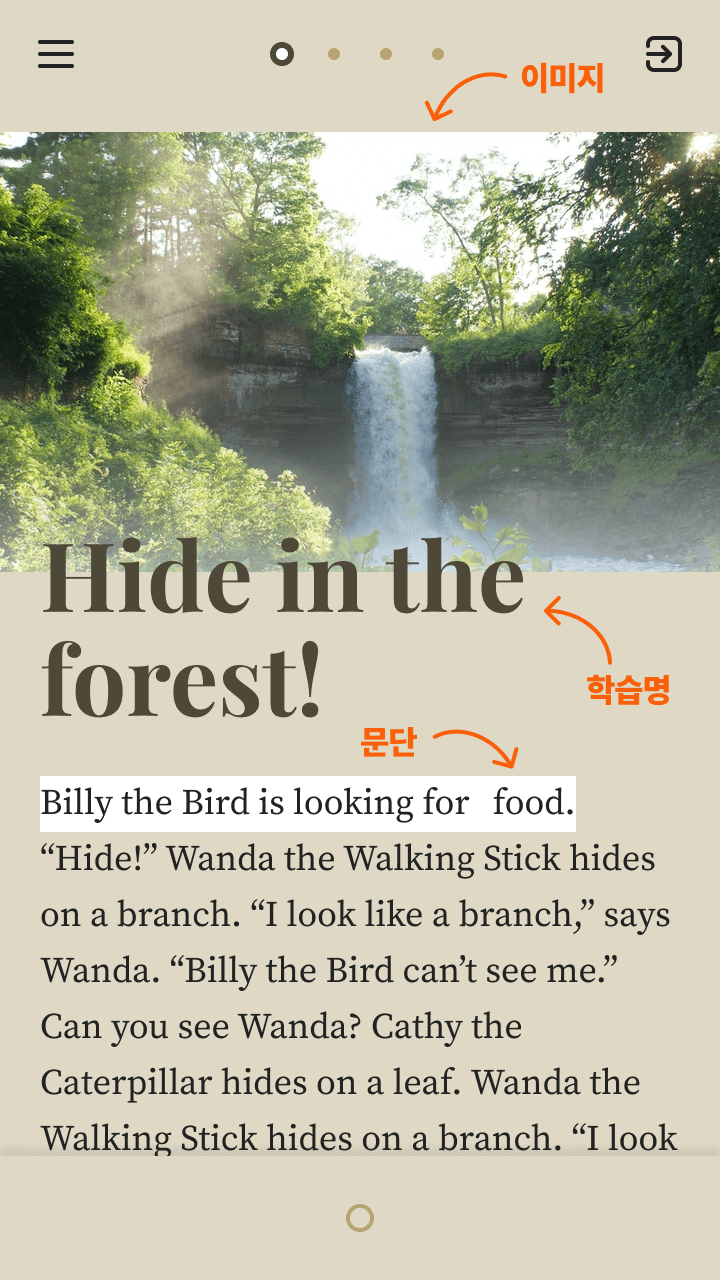 이미지
Hide in the
forest!
학습명
문단
Billy the Bird is looking for food.
“Hide!” Wanda the Walking Stick hides
on a branch. “I look like a branch,” says
Wanda. “Billy the Bird can’t see me.”
Can you see Wanda? Cathy the
Caterpillar hides on a leaf. Wanda the
Walking Stick hides on a branch. “I look